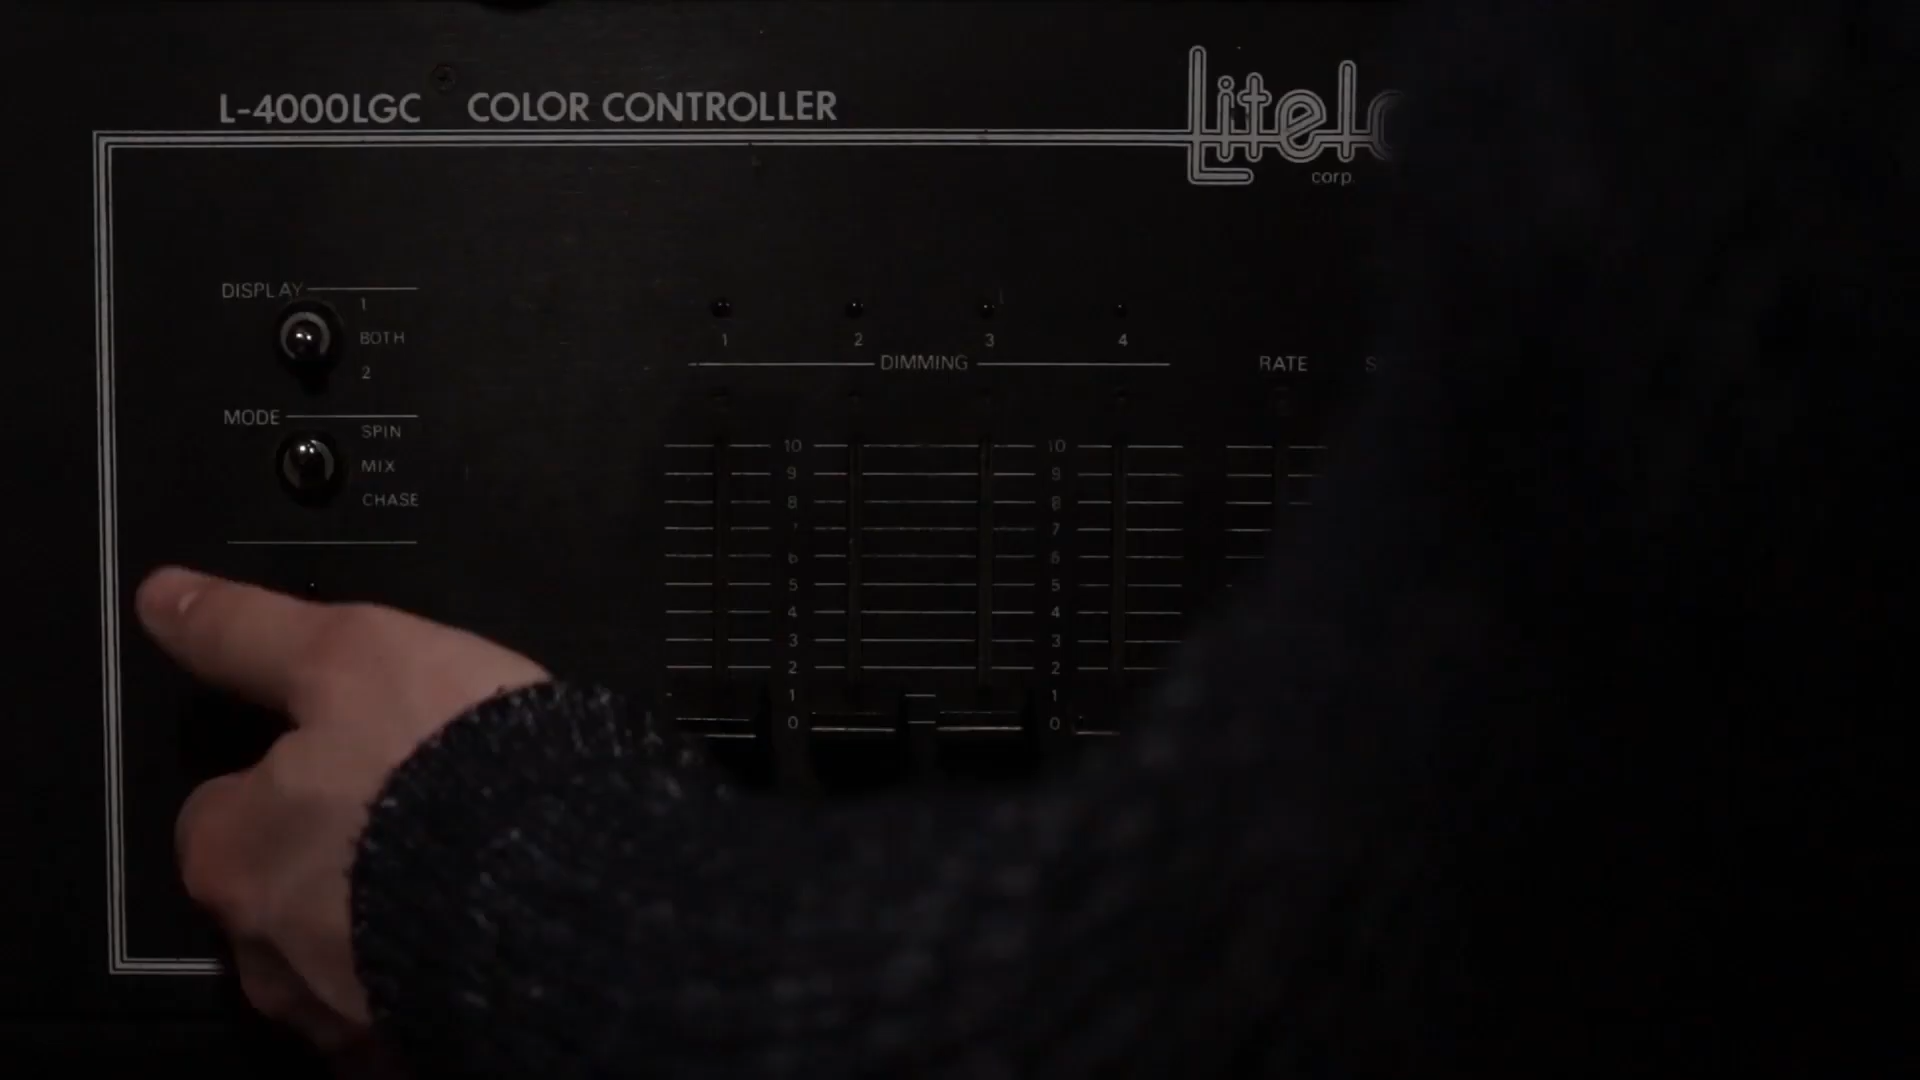 L-4000LGC COLOR CONTROLLER
corp.
DISPLAY
1
BOTH
2
MODE
SPIN
MIX
CHASE
1 2 3 4
DIMMING
RATE
10 10
9 9
8 8
7 7
6 6
5 5
4 4
3 3
2 2
1 1
0 0